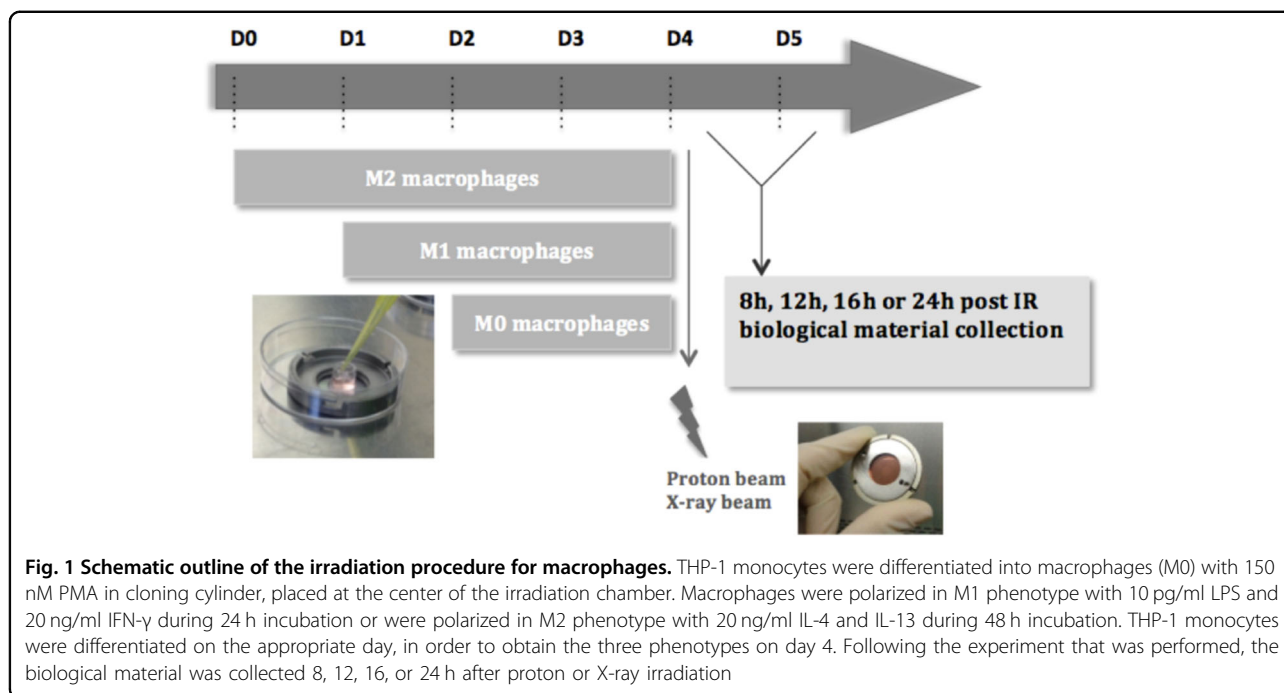 D0 D1 D2 D3 D4 D5
M2 macrophages
M1 macrophages
M0 macrophages
8h, 12h, 16h or 24h post IR
biological material collection
Proton beam
X-ray beam
Fig. 1 Schematic outline of the irradiation procedure for macrophages. THP-1 monocytes were differentiated into macrophages (M0) with 150
nM PMA in cloning cylinder, placed at the center of the irradiation chamber. Macrophages were polarized in M1 phenotype with 10 pg/ml LPS and
20 ng/ml IFN-γ during 24 h incubation or were polarized in M2 phenotype with 20 ng/ml IL-4 and IL-13 during 48 h incubation. THP-1 monocytes
were differentiated on the appropriate day, in order to obtain the three phenotypes on day 4. Following the experiment that was performed, the
biological material was collected 8, 12, 16, or 24 h after proton or X-ray irradiation